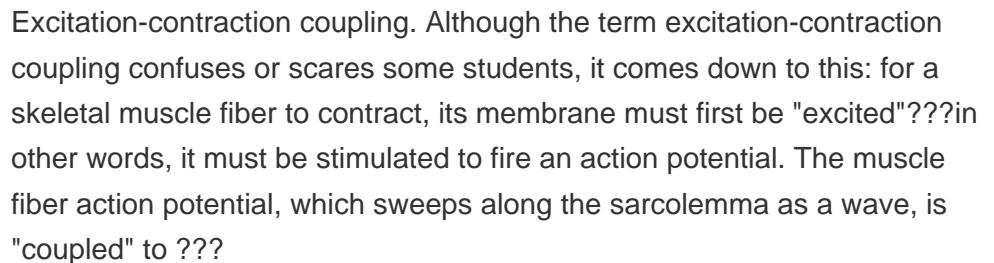 Excitation-contraction coupling. Although the term excitation-contraction
coupling confuses or scares some students, it comes down to this: for a
skeletal muscle fiber to contract, its membrane must first be "excited"???in
other words, it must be stimulated to fire an action potential. The muscle
fiber action potential, which sweeps along the sarcolemma as a wave, is
"coupled" to ???